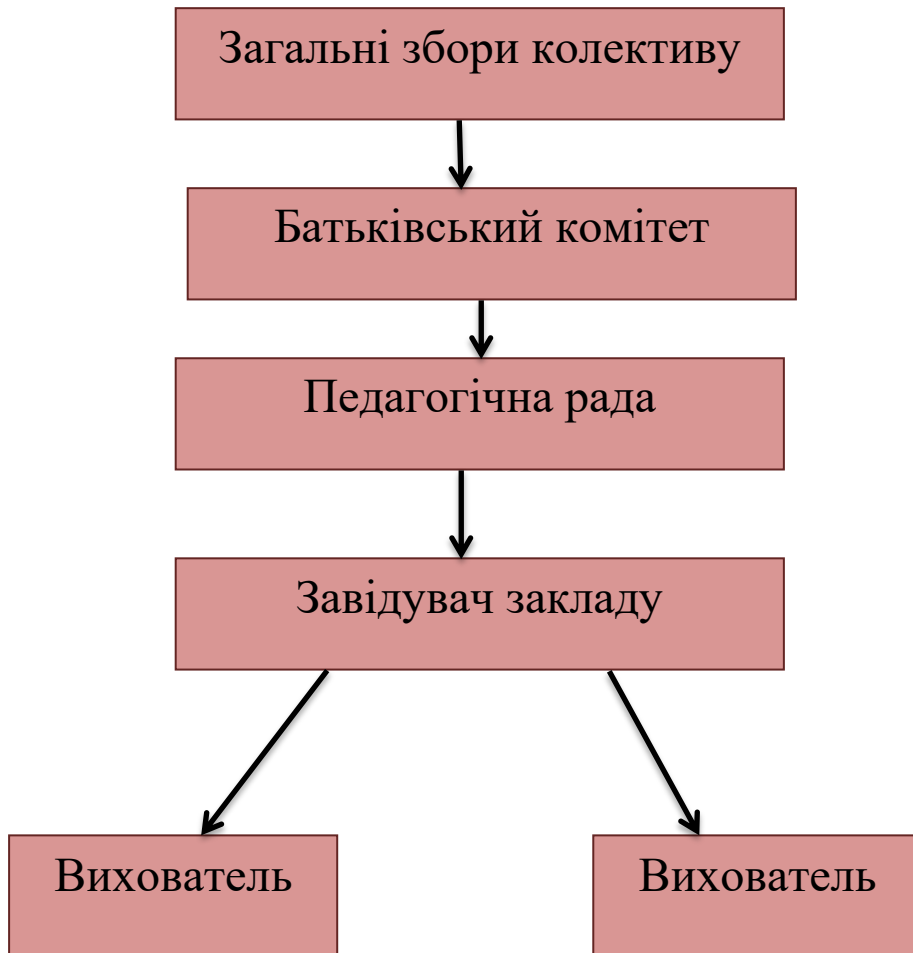 Загальні збори колективу
Батьківський комітет
Педагогічна рада
Завідувач закладу
Вихователь
Вихователь